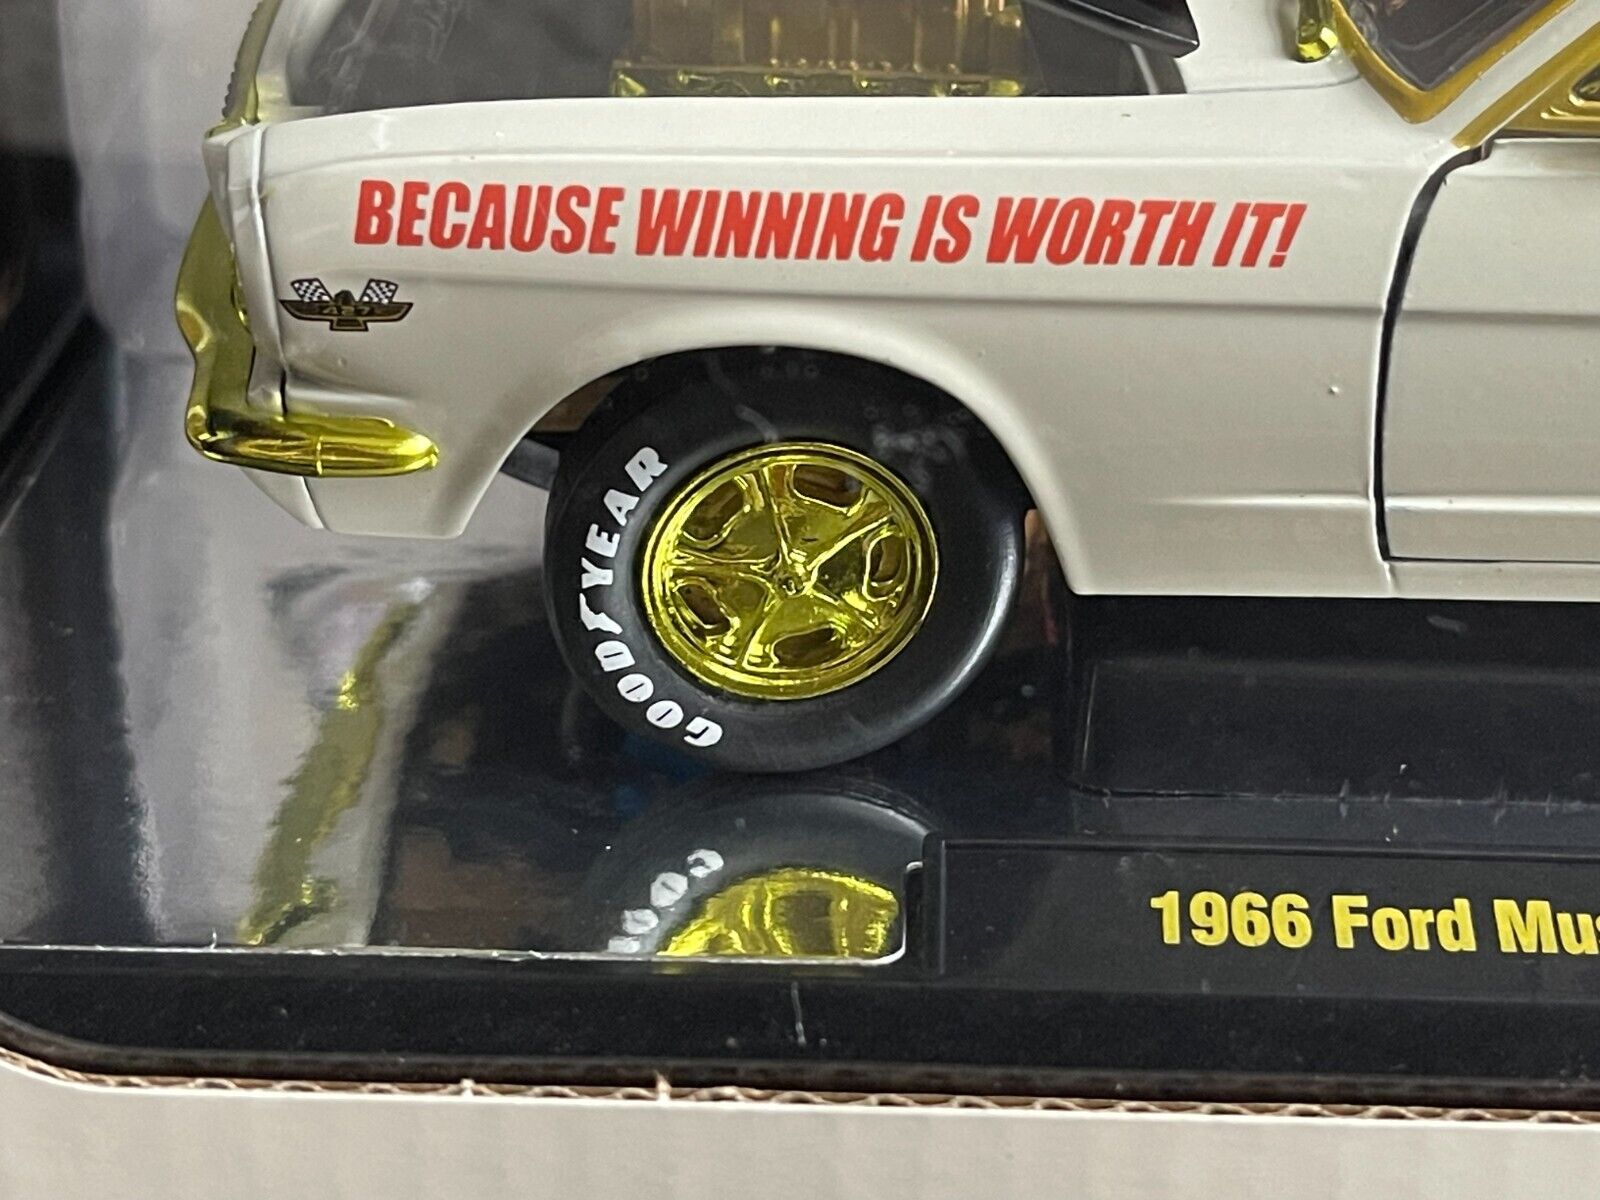 BECAUSE WINNING IS WORTH IT!
427
GOODYEAR
1966 Ford Mus